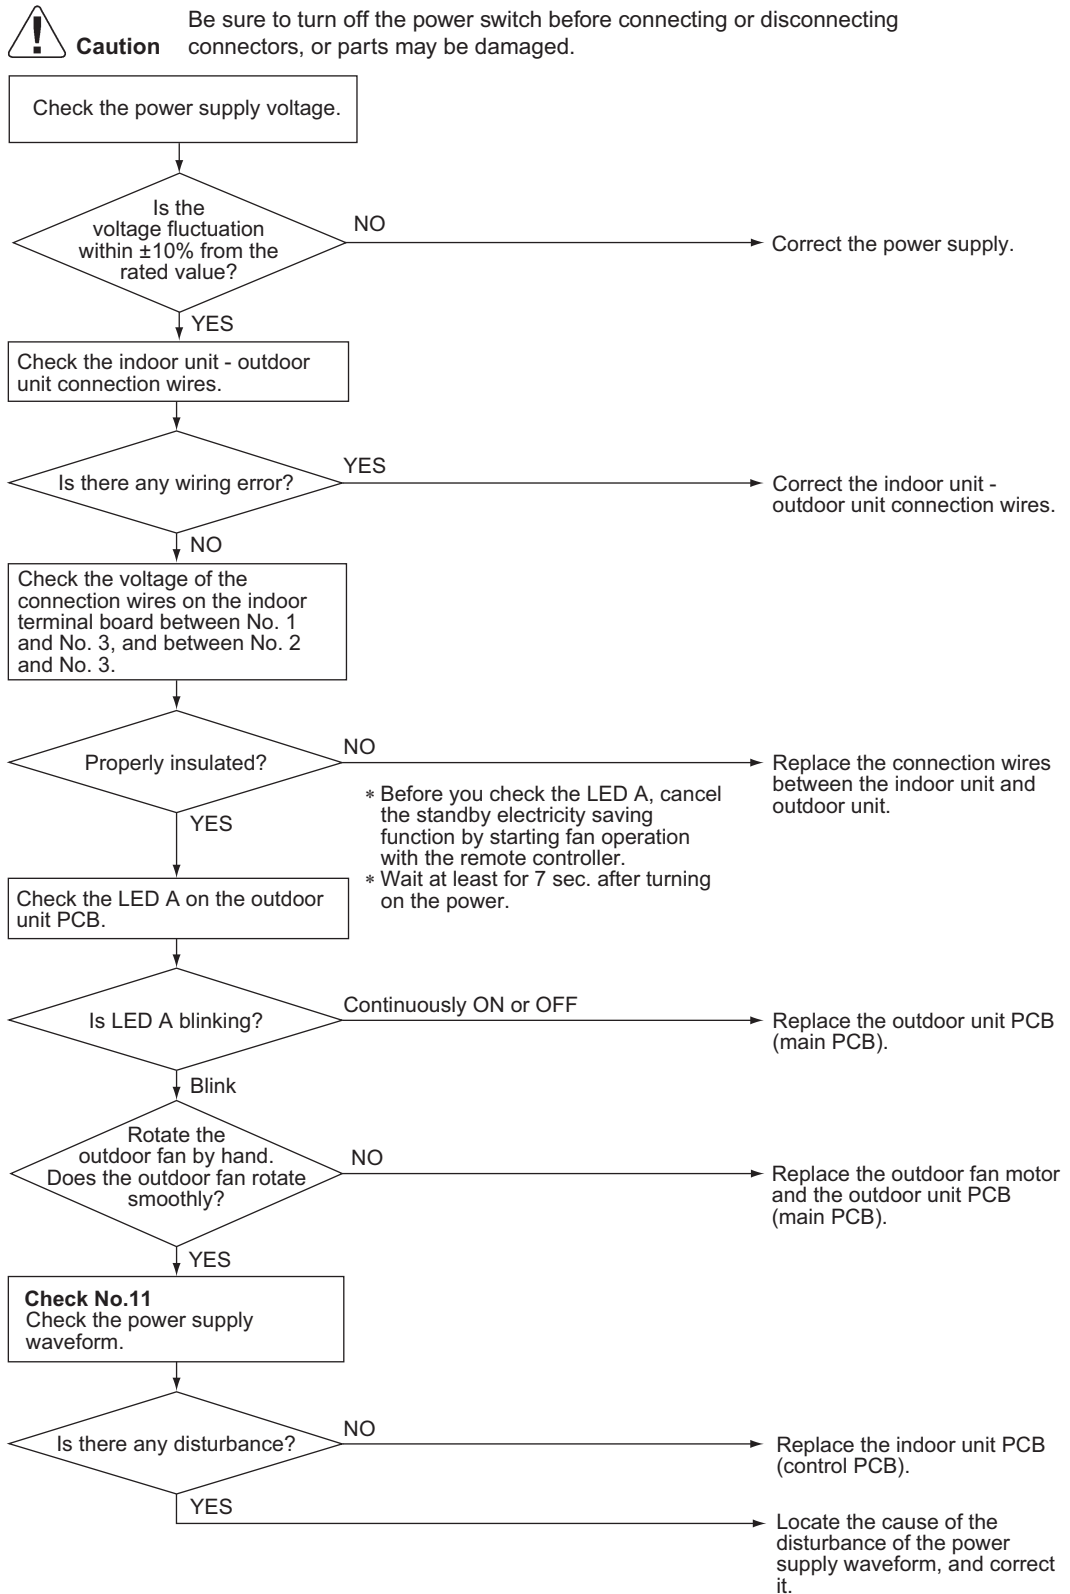 Be sure to turn off the power switch before connecting or disconnecting
Caution connectors, or parts may be damaged.
Check the power supply voltage.
Is the
voltage fluctuation
within ±10% from the
rated value?
NO
Correct the power supply.
YES
Check the indoor unit - outdoor
unit connection wires.
Is there any wiring error?
YES
Correct the indoor unit -
outdoor unit connection wires.
NO
Check the voltage of the
connection wires on the indoor
terminal board between No. 1
and No. 3, and between No. 2
and No. 3.
Properly insulated?
NO
Replace the connection wires
between the indoor unit and
outdoor unit.
YES
∗ Before you check the LED A, cancel
the standby electricity saving
function by starting fan operation
with the remote controller.
∗ Wait at least for 7 sec. after turning
on the power.
Check the LED A on the outdoor
unit PCB.
Is LED A blinking?
Continuously ON or OFF
Replace the outdoor unit PCB
(main PCB).
Blink
Rotate the
outdoor fan by hand.
Does the outdoor fan rotate
smoothly?
NO
Replace the outdoor fan motor
and the outdoor unit PCB
(main PCB).
YES
Check No.11
Check the power supply
waveform.
Is there any disturbance?
NO
Replace the indoor unit PCB
(control PCB).
YES
Locate the cause of the
disturbance of the power
supply waveform, and correct
it.